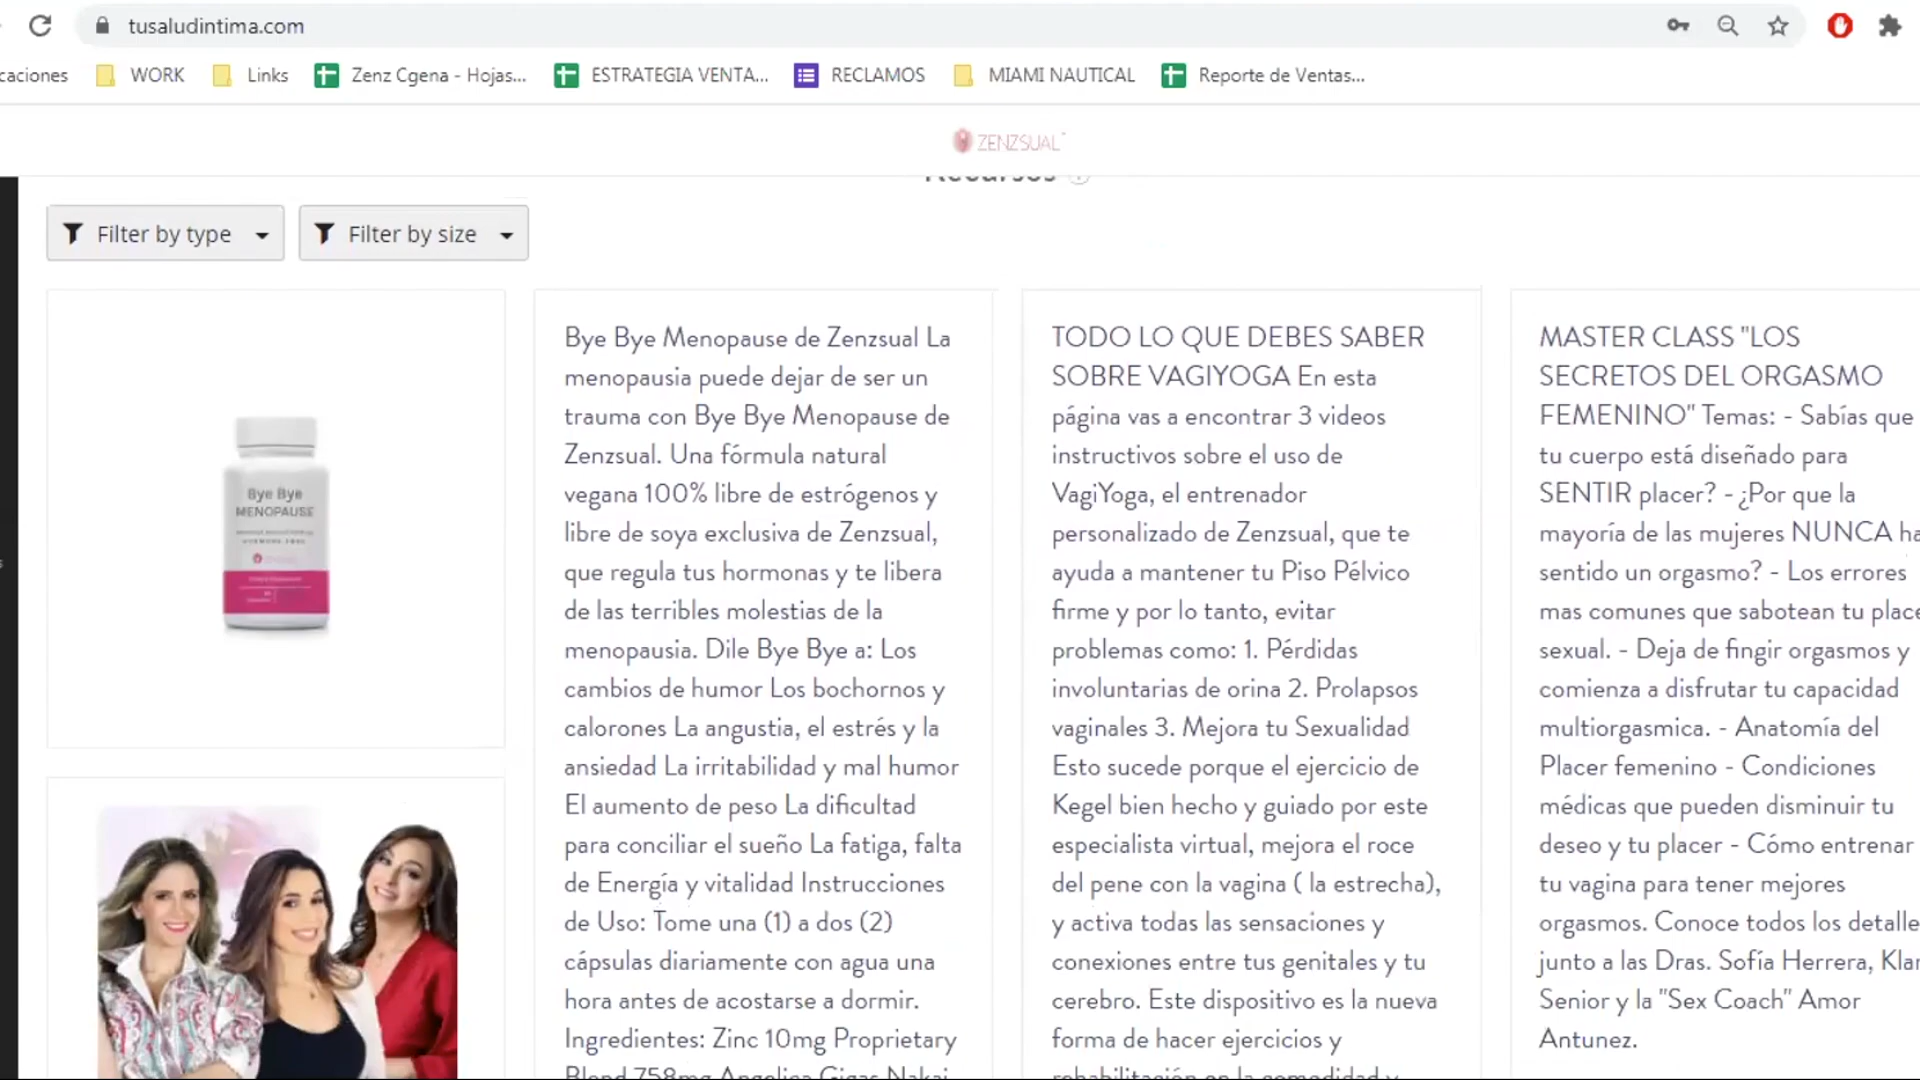 tusaludintima.com
caciones
WORK
Links
Zenz Cgena - Hojas...
ESTRATEGIA VENTA...
RECLAMOS
MIAMI NAUTICAL
Reporte de Ventas...
ZENZSUAL
Recursos
Filter by type
Filter by size
Bye Bye
MENOPAUSE
Bye Bye Menopause de Zenzsual La
menopausia puede dejar de ser un
trauma con Bye Bye Menopause de
Zenzsual. Una fórmula natural
vegana 100% libre de estrógenos y
libre de soya exclusiva de Zenzsual,
que regula tus hormonas y te libera
de las terribles molestias de la
menopausia. Dile Bye Bye a: Los
cambios de humor Los bochornos y
calorones La angustia, el estrés y la
ansiedad La irritabilidad y mal humor
El aumento de peso La dificultad
para conciliar el sueño La fatiga, falta
de Energía y vitalidad Instrucciones
de Uso: Tome una (1) a dos (2)
cápsulas diariamente con agua una
hora antes de acostarse a dormir.
Ingredientes: Zinc 10mg Proprietary
Blend 758mg Angelica Gigas Nakai
TODO LO QUE DEBES SABER
SOBRE VAGIYOGA En esta
página vas a encontrar 3 videos
instructivos sobre el uso de
VagiYoga, el entrenador
personalizado de Zenzsual, que te
ayuda a mantener tu Piso Pélvico
firme y por lo tanto, evitar
problemas como: 1. Pérdidas
involuntarias de orina 2. Prolapsos
vaginales 3. Mejora tu Sexualidad
Esto sucede porque el ejercicio de
Kegel bien hecho y guiado por este
especialista virtual, mejora el roce
del pene con la vagina ( la estrecha),
y activa todas las sensaciones y
conexiones entre tus genitales y tu
cerebro. Este dispositivo es la nueva
forma de hacer ejercicios y
rehabilitación en la comodidad y
MASTER CLASS "LOS
SECRETOS DEL ORGASMO
FEMENINO" Temas: - Sabías que
tu cuerpo está diseñado para
SENTIR placer? - ¿Por que la
mayoría de las mujeres NUNCA ha
sentido un orgasmo? - Los errores
mas comunes que sabotean tu place
sexual. - Deja de fingir orgasmos y
comienza a disfrutar tu capacidad
multiorgasmica. - Anatomía del
Placer femenino - Condiciones
médicas que pueden disminuir tu
deseo y tu placer - Cómo entrenar
tu vagina para tener mejores
orgasmos. Conoce todos los detalle
junto a las Dras. Sofía Herrera, Klar
Senior y la "Sex Coach" Amor
Antunez.